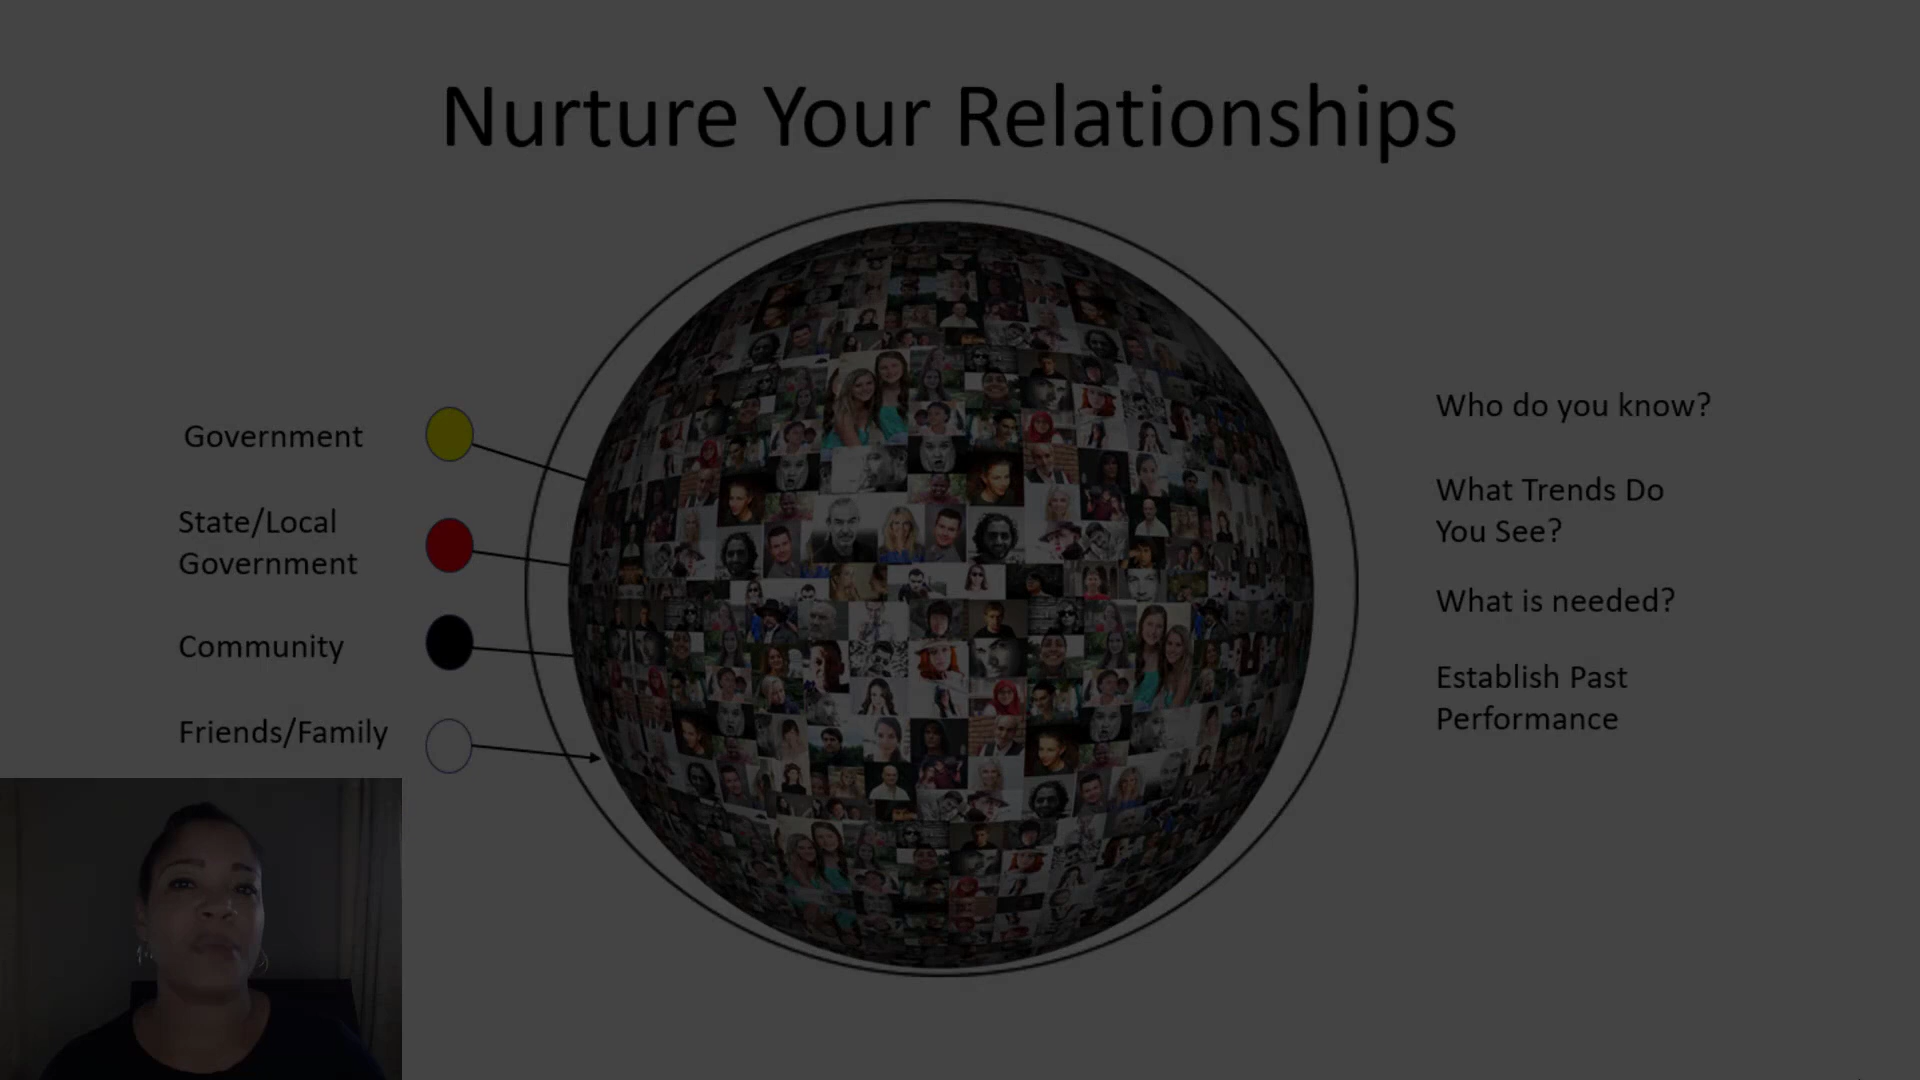 Nurture Your Relationships
Government
State/Local
Government
Community
Friends/Family
Who do you know?
What Trends Do
You See?
What is needed?
Establish Past
Performance